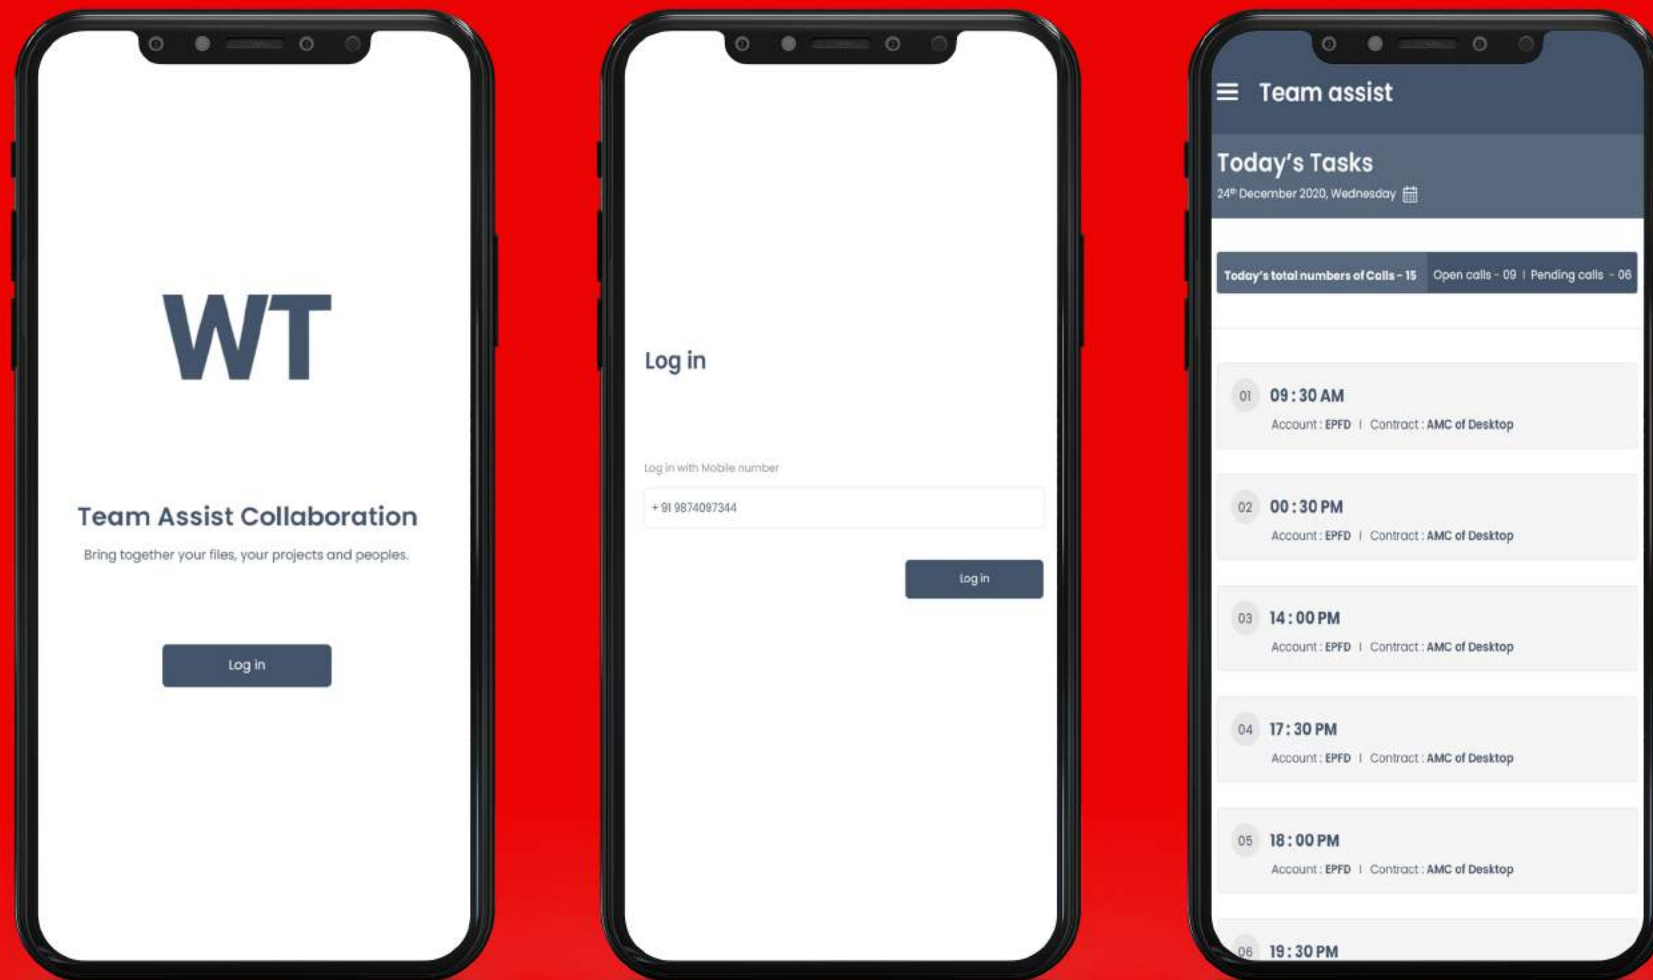 WT
Team Assist Collaboration
Bring together your files, your projects and peoples.
Log in
Log in
Log in with Mobile number
+ 91 9874097344
Log in
Team assist
Today's Tasks
24th December 2020, Wednesday
Today's total numbers of Calls - 15 Open calls - 09 | Pending calls - 06
01 09 : 30 AM
Account : EPFD | Contract : AMC of Desktop
02 00 : 30 PM
Account : EPFD | Contract : AMC of Desktop
03 14 : 00 PM
Account : EPFD | Contract : AMC of Desktop
04 17 : 30 PM
Account : EPFD | Contract : AMC of Desktop
05 18 : 00 PM
Account : EPFD | Contract : AMC of Desktop
06 19 : 30 PM